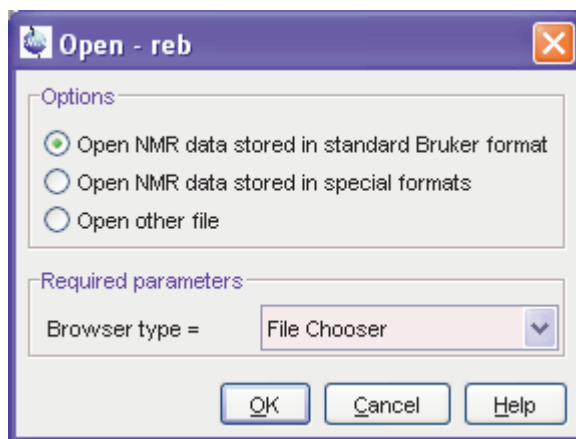 Open - reb
Options
Open NMR data stored in standard Bruker format
Open NMR data stored in special formats
Open other file
Required parameters
Browser type = File Chooser
OK Cancel Help